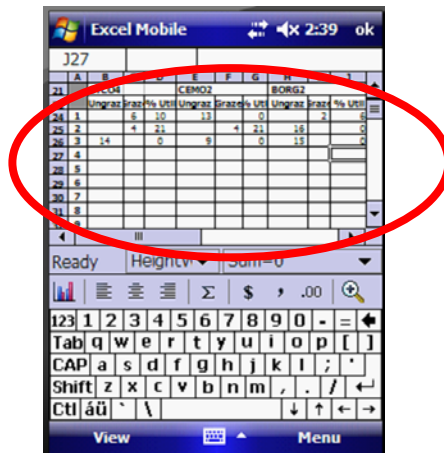 Excel Mobile 2:39 ok
J27
A B E F G
21 CEMO2 BORG2
Ungraz Graze % Util Ungraz Graze % Util Ungraz Graze % Util
24 1 6 10 13 0 2 6
25 2 4 21 4 21 16 0
26 3 14 0 9 0 15 0
27 4
28 5
29 6
30 7
31 8
Ready Sum=0
Σ $ , .00
123 1 2 3 4 5 6 7 8 9 0 - =
Tab q w e r t y u i o p [ ]
CAP a s d f g h j k l ; '
Shift z x c v b n m , . /
Ctl áü ` \ ↓ ↑ ← →
View Menu